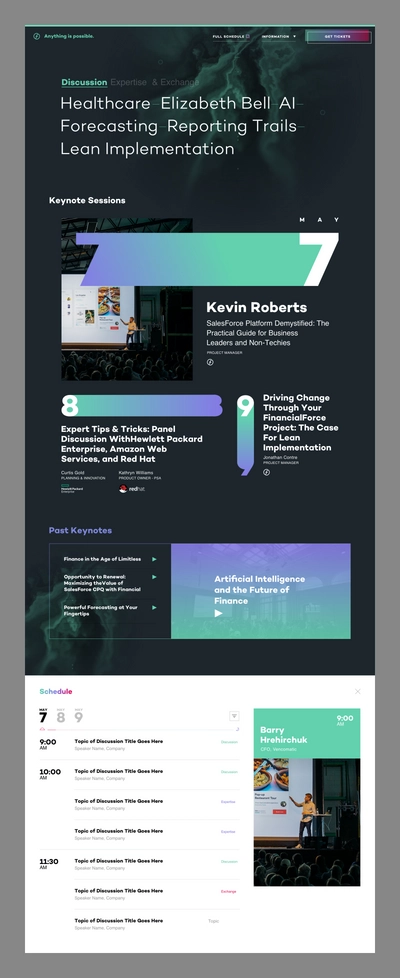 Anything is possible.
FULL SCHEDULE
INFORMATION
GET TICKETS
Discussion Expertise & Exchange
Healthcare Elizabeth Bell AI
Forecasting Reporting Trails
Lean Implementation
Keynote Sessions
M A Y
7
Kevin Roberts
SalesForce Platform Demystified: The
Practical Guide for Business
Leaders and Non-Techies
PROJECT MANAGER
8
Expert Tips & Tricks: Panel
Discussion WithHewlett Packard
Enterprise, Amazon Web
Services, and Red Hat
Curtis Gold
PLANNING & INNOVATION
Kathryn Williams
PRODUCT OWNER - PSA
Hewlett Packard
Enterprise
redhat
9
Driving Change
Through Your
FinancialForce
Project: The Case
For Lean
Implementation
Jonathan Contre
PROJECT MANAGER
Past Keynotes
Finance in the Age of Limitless
Opportunity to Renewal:
Maximizing theValue of
SalesForce CPQ with Financial
Powerful Forecasting at Your
Fingertips
Artificial Intelligence
and the Future of
Finance
Schedule
MAY
7
OCT
8
NOV
9
9:00
AM
Topic of Discussion Title Goes Here
Speaker Name, Company
Discussion
10:00
AM
Topic of Discussion Title Goes Here
Speaker Name, Company
Discussion
Topic of Discussion Title Goes Here
Speaker Name, Company
Expertise
Topic of Discussion Title Goes Here
Speaker Name, Company
Expertise
11:30
AM
Topic of Discussion Title Goes Here
Speaker Name, Company
Discussion
Topic of Discussion Title Goes Here
Speaker Name, Company
Exchange
Topic of Discussion Title Goes Here
Speaker Name, Company
Topic
9:00
AM
Barry
Hrehirchuk
CFO, Venromatic